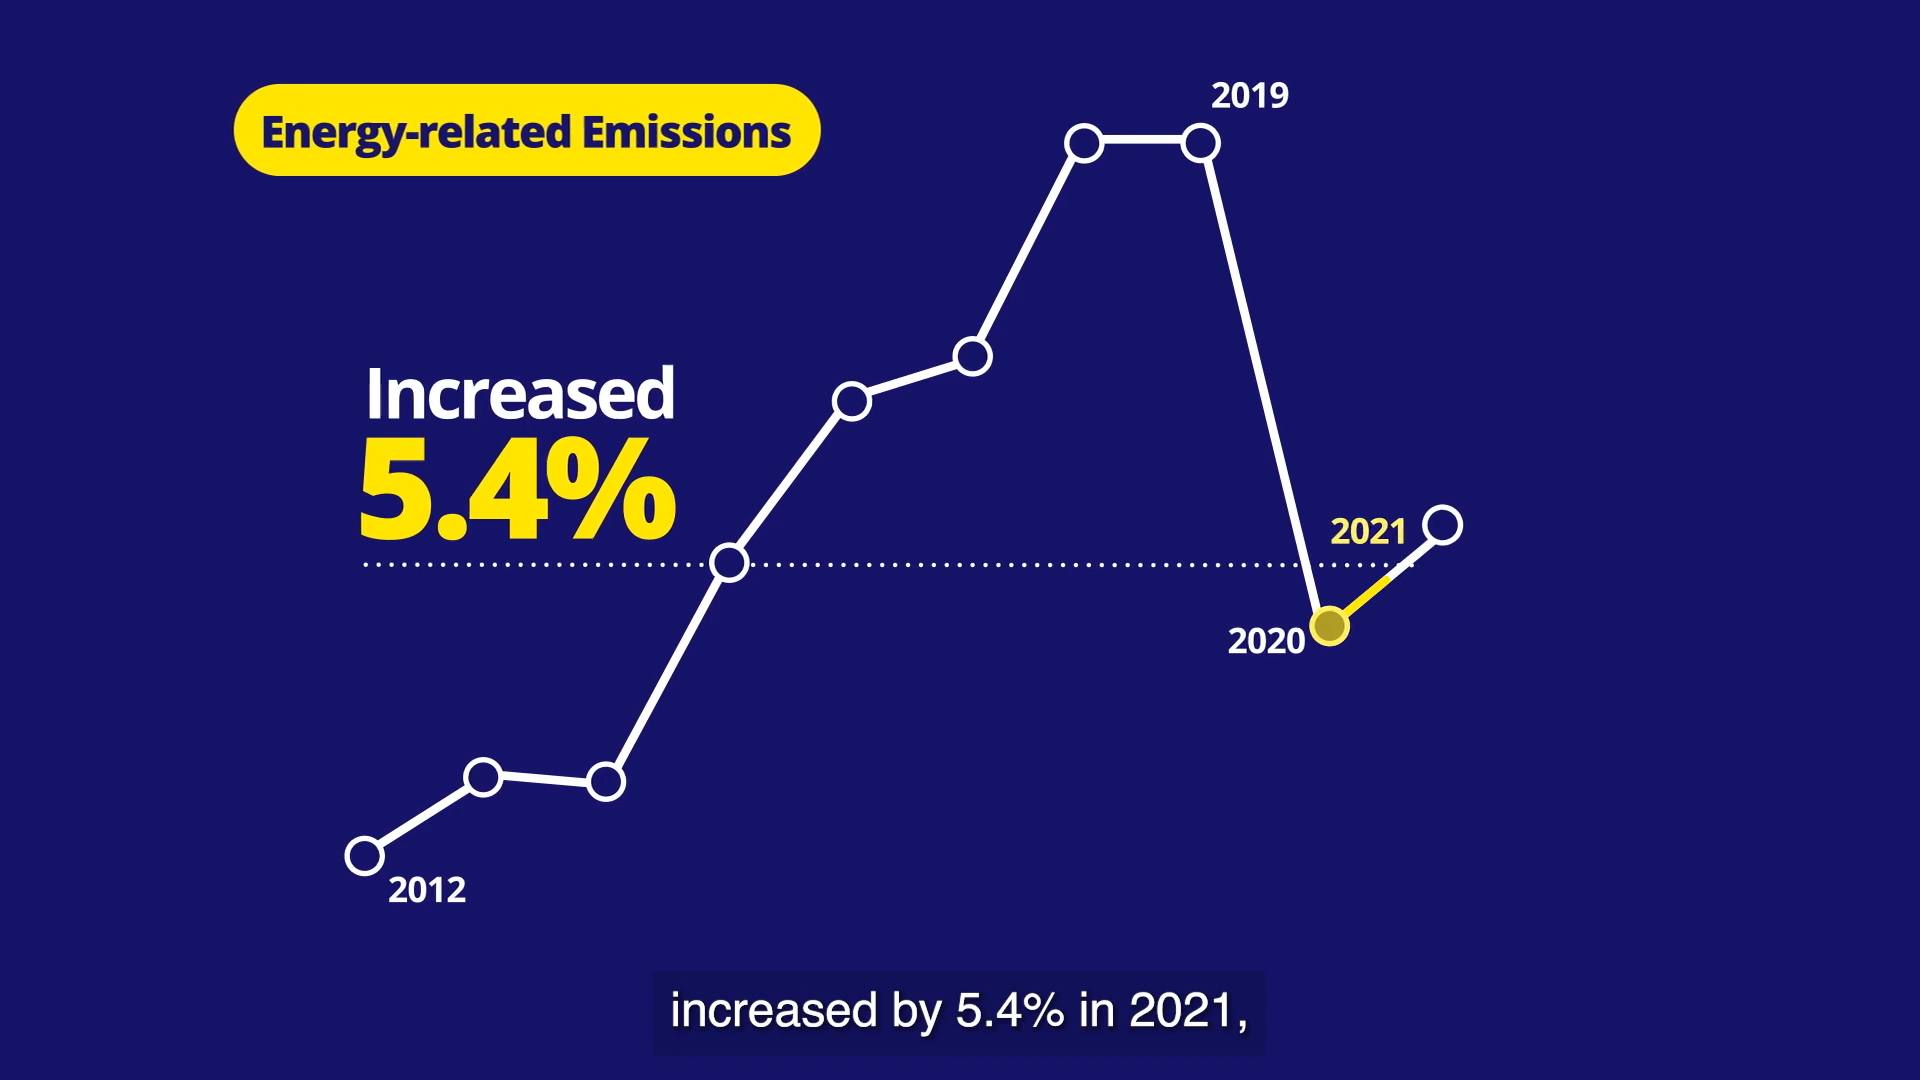 Energy-related Emissions
2019
Increased
5.4%
2021
2020
2012
increased by 5.4% in 2021,